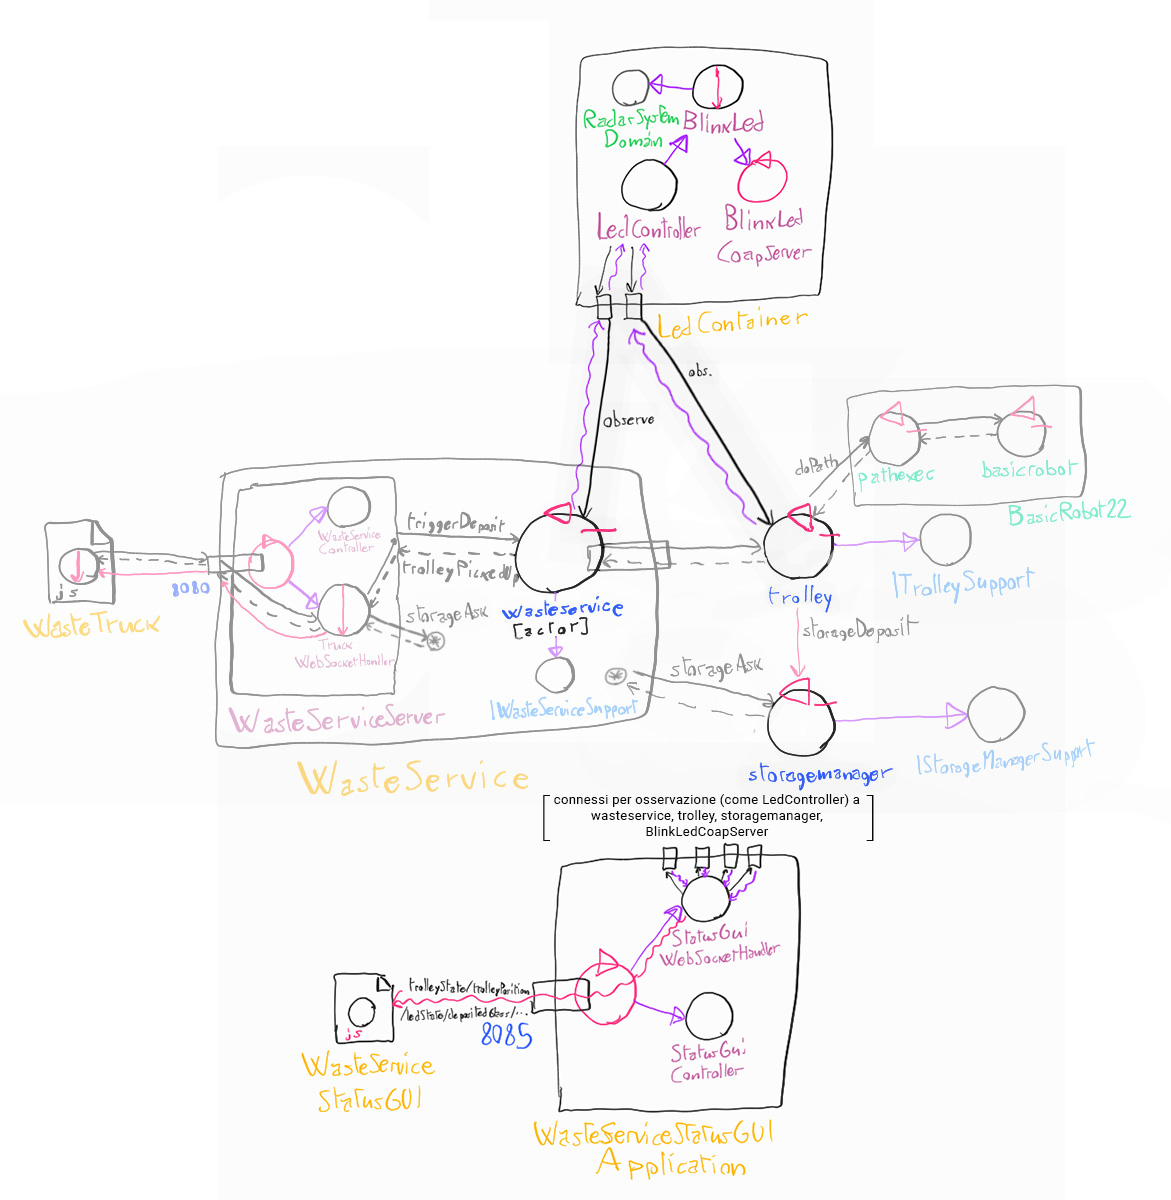 RadarSystem
Domain
BlinkLed
LedController
BlinkLed
CoapServer
LedContainer
observe
obs.
doPath
pathexec
basicrobot
BasicRobot22
js
WasteTruck
8080
WasteService
Controller
Truck
WebSocketHandler
WasteServiceServer
triggerDeposit
trolleyPickedUp
storageAsk
*
wasteservice
[actor]
IWasteServiceSupport
WasteService
trolley
ITrolleySupport
storageDeposit
*
storageAsk
storagemanager
IStorageManagerSupport
connessi per osservazione (come LedController) a
wasteservice, trolley, storagemanager,
BlinkLedCoapServer
StatusGui
WebSocketHandler
StatusGui
Controller
trolleyState/trolleyPosition
/ledState/depositedGlass/...
8085
js
WasteService
StatusGUI
WasteServiceStatusGUI
Application